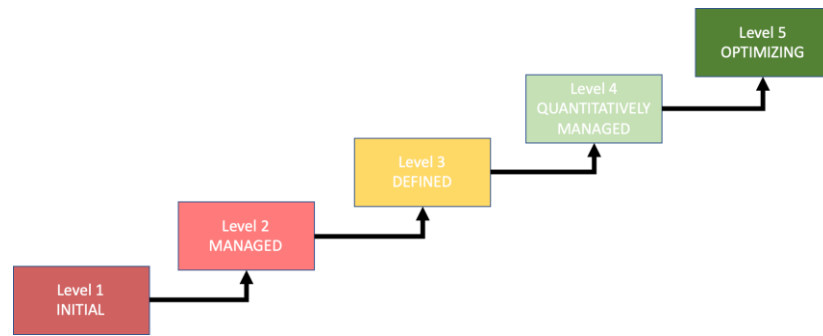 Level 1
INITIAL
Level 2
MANAGED
Level 3
DEFINED
Level 4
QUANTITATIVELY
MANAGED
Level 5
OPTIMIZING